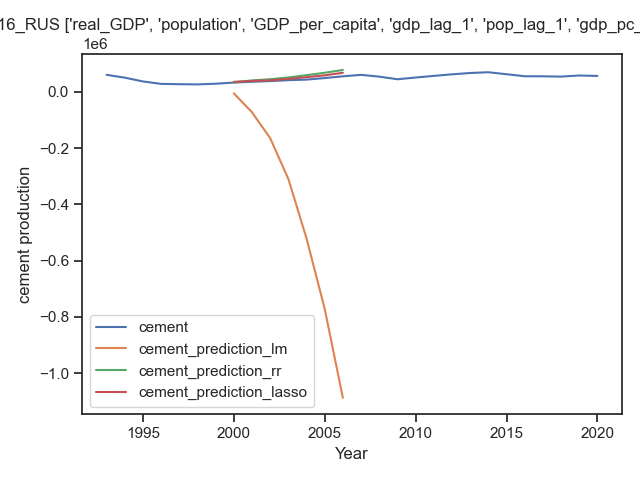 16_RUS ['real_GDP', 'population', 'GDP_per_capita', 'gdp_lag_1', 'pop_lag_1', 'gdp_pc_
1e6
0.0
−0.2
−0.4
−0.6
−0.8
−1.0
cement production
cement
cement_prediction_lm
cement_prediction_rr
cement_prediction_lasso
1995 2000 2005 2010 2015 2020
Year